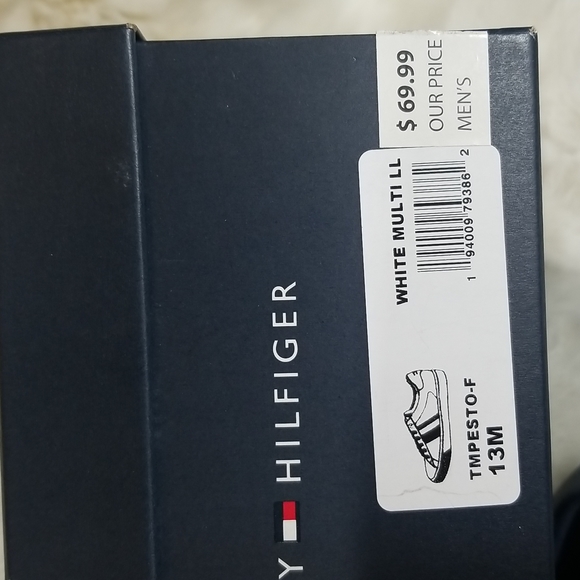 Y HILFIGER
$ 69.99
OUR PRICE
MEN'S
WHITE MULTI LL
1 94009 79386 2
TMPESTO-F
13M